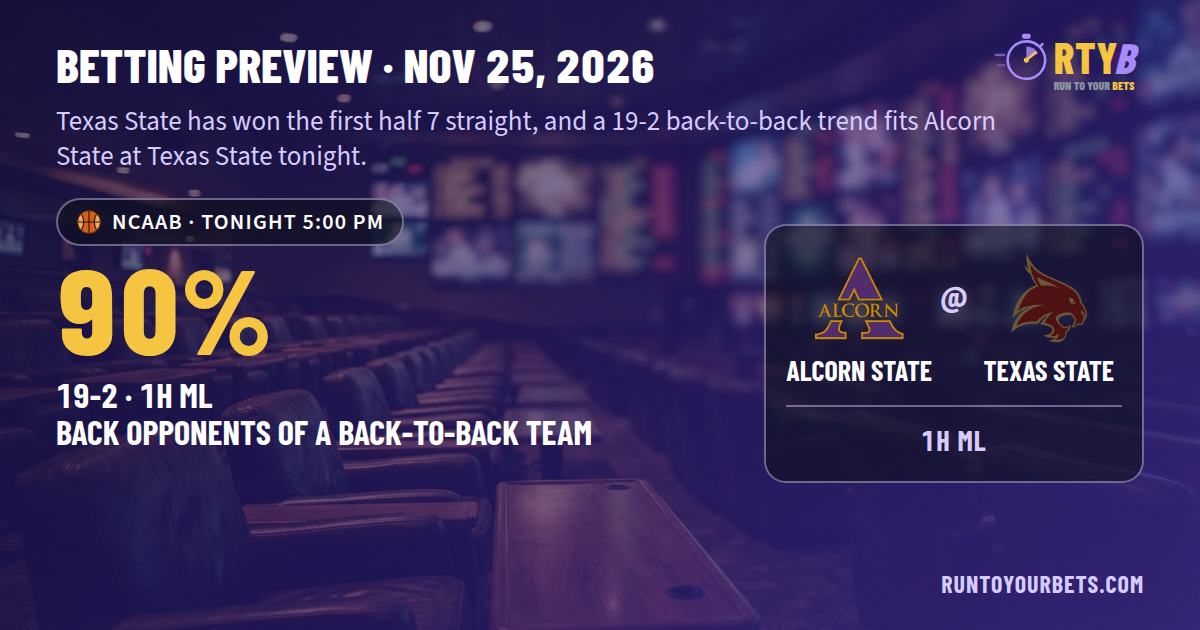 BETTING PREVIEW · NOV 25, 2026
RTYB
RUN TO YOUR BETS
Texas State has won the first half 7 straight, and a 19-2 back-to-back trend fits Alcorn
State at Texas State tonight.
NCAAB · TONIGHT 5:00 PM
90%
19-2 · 1H ML
BACK OPPONENTS OF A BACK-TO-BACK TEAM
ALCORN
@
ALCORN STATE
TEXAS STATE
1H ML
RUNTOYOURBETS.COM